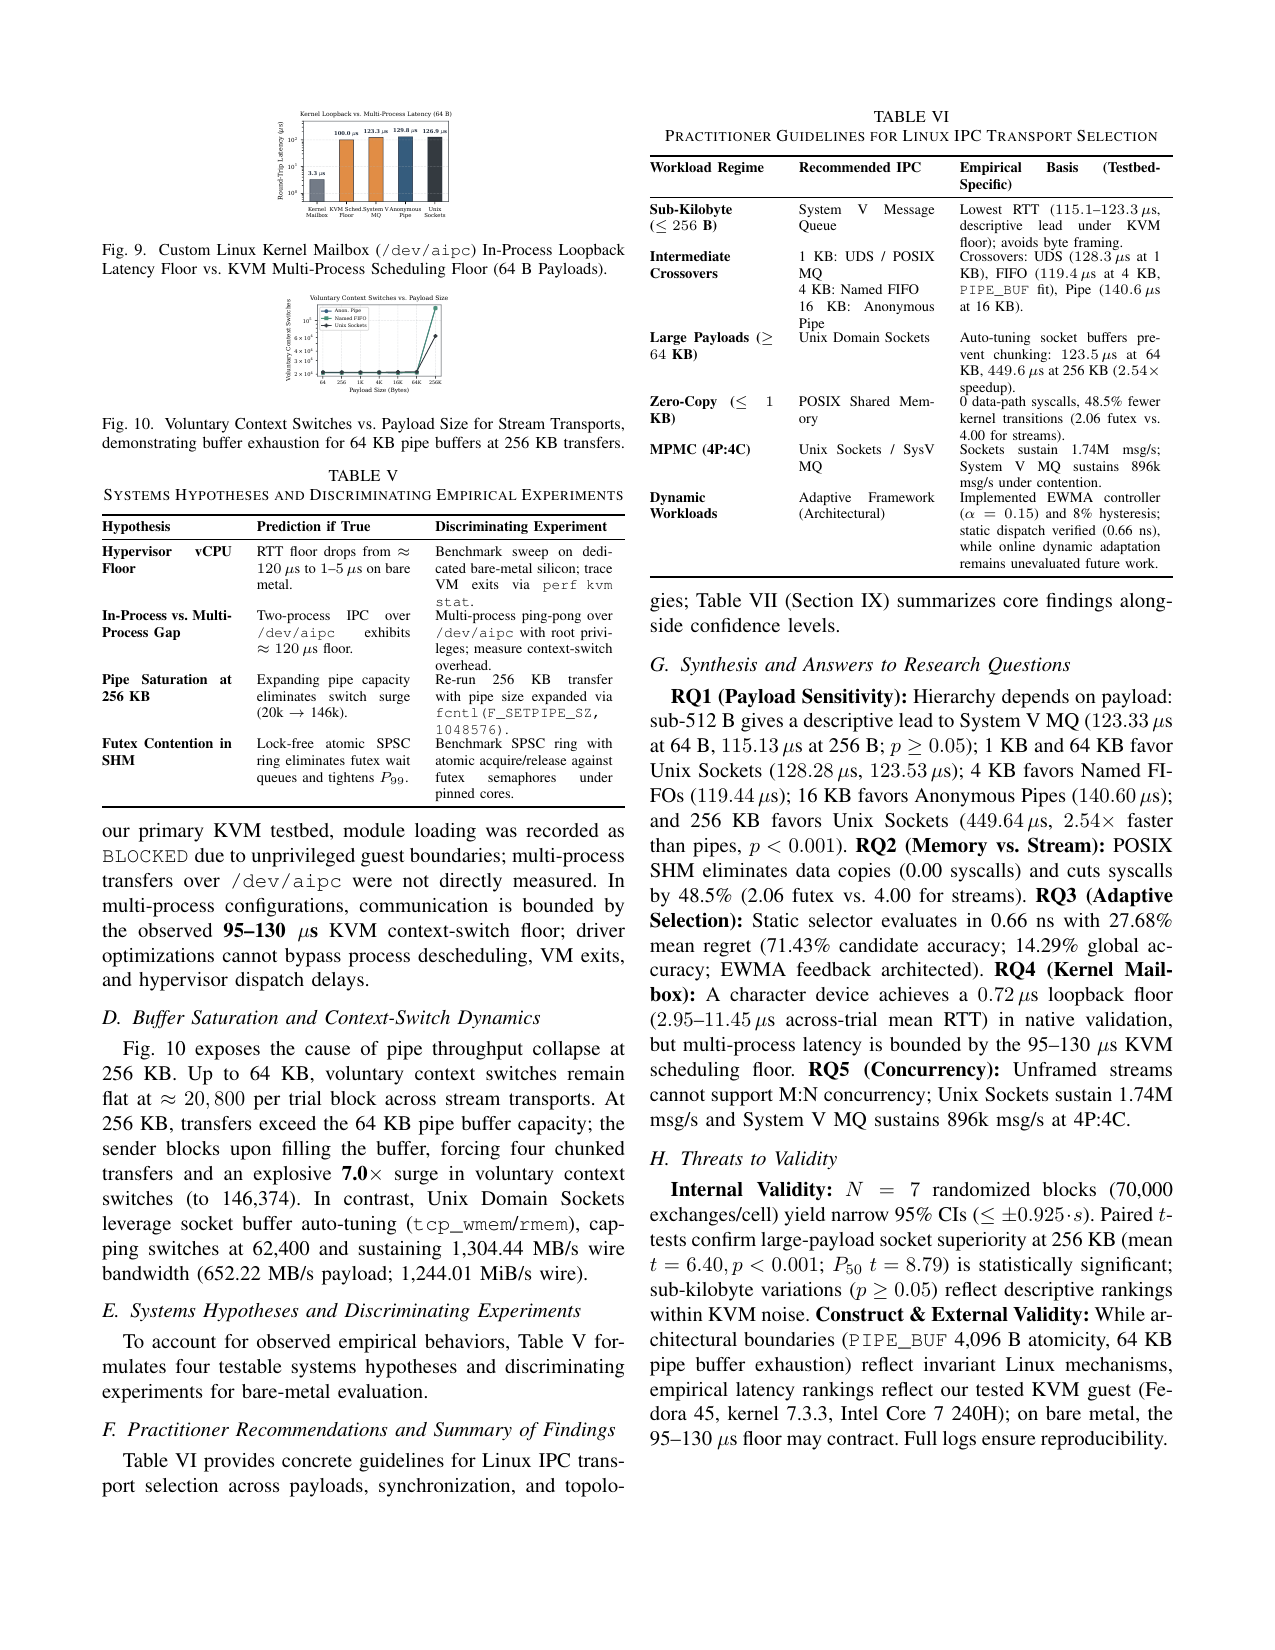 Kernel Loopback vs. Multi-Process Latency (64 B)
Round-Trip Latency (μs)
10²
10¹
10⁰
3.3 μs
100.0 μs
123.3 μs
129.8 μs
126.9 μs
Kernel Mailbox
KVM Sched. Floor
System V MQ
Anonymous Pipe
Unix Sockets
Fig. 9. Custom Linux Kernel Mailbox (/dev/aipc) In-Process Loopback
Latency Floor vs. KVM Multi-Process Scheduling Floor (64 B Payloads).
Voluntary Context Switches vs. Payload Size
Voluntary Context Switches
10⁵
6 × 10⁴
4 × 10⁴
3 × 10⁴
2 × 10⁴
Anon. Pipe
Named FIFO
Unix Sockets
64 256 1K 4K 16K 64K 256K
Payload Size (Bytes)
Fig. 10. Voluntary Context Switches vs. Payload Size for Stream Transports,
demonstrating buffer exhaustion for 64 KB pipe buffers at 256 KB transfers.
TABLE V
SYSTEMS HYPOTHESES AND DISCRIMINATING EMPIRICAL EXPERIMENTS
Hypothesis Prediction if True Discriminating Experiment
Hypervisor vCPU
Floor
RTT floor drops from ≈
120 μs to 1–5 μs on bare
metal.
Benchmark sweep on dedi-
cated bare-metal silicon; trace
VM exits via perf kvm
stat.
In-Process vs. Multi-
Process Gap
Two-process IPC over
/dev/aipc exhibits
≈ 120 μs floor.
Multi-process ping-pong over
/dev/aipc with root privi-
leges; measure context-switch
overhead.
Pipe Saturation at
256 KB
Expanding pipe capacity
eliminates switch surge
(20k → 146k).
Re-run 256 KB transfer
with pipe size expanded via
fcntl(F_SETPIPE_SZ,
1048576).
Futex Contention in
SHM
Lock-free atomic SPSC
ring eliminates futex wait
queues and tightens P₉₉.
Benchmark SPSC ring with
atomic acquire/release against
futex semaphores under
pinned cores.
our primary KVM testbed, module loading was recorded as
BLOCKED due to unprivileged guest boundaries; multi-process
transfers over /dev/aipc were not directly measured. In
multi-process configurations, communication is bounded by
the observed 95–130 μs KVM context-switch floor; driver
optimizations cannot bypass process descheduling, VM exits,
and hypervisor dispatch delays.
D. Buffer Saturation and Context-Switch Dynamics
Fig. 10 exposes the cause of pipe throughput collapse at
256 KB. Up to 64 KB, voluntary context switches remain
flat at ≈ 20,800 per trial block across stream transports. At
256 KB, transfers exceed the 64 KB pipe buffer capacity; the
sender blocks upon filling the buffer, forcing four chunked
transfers and an explosive 7.0× surge in voluntary context
switches (to 146,374). In contrast, Unix Domain Sockets
leverage socket buffer auto-tuning (tcp_wmem/rmem), cap-
ping switches at 62,400 and sustaining 1,304.44 MB/s wire
bandwidth (652.22 MB/s payload; 1,244.01 MiB/s wire).
E. Systems Hypotheses and Discriminating Experiments
To account for observed empirical behaviors, Table V for-
mulates four testable systems hypotheses and discriminating
experiments for bare-metal evaluation.
F. Practitioner Recommendations and Summary of Findings
Table VI provides concrete guidelines for Linux IPC trans-
port selection across payloads, synchronization, and topolo-
TABLE VI
PRACTITIONER GUIDELINES FOR LINUX IPC TRANSPORT SELECTION
Workload Regime Recommended IPC Empirical Basis (Testbed-
Specific)
Sub-Kilobyte
(≤ 256 B)
System V Message
Queue
Lowest RTT (115.1–123.3 μs,
descriptive lead under KVM
floor); avoids byte framing.
Intermediate
Crossovers
1 KB: UDS / POSIX
MQ
4 KB: Named FIFO
16 KB: Anonymous
Pipe
Crossovers: UDS (128.3 μs at 1
KB), FIFO (119.4 μs at 4 KB,
PIPE_BUF fit), Pipe (140.6 μs
at 16 KB).
Large Payloads (≥
64 KB)
Unix Domain Sockets
Auto-tuning socket buffers pre-
vent chunking: 123.5 μs at 64
KB, 449.6 μs at 256 KB (2.54×
speedup).
Zero-Copy (≤ 1
KB)
POSIX Shared Mem-
ory
0 data-path syscalls, 48.5% fewer
kernel transitions (2.06 futex vs.
4.00 for streams).
MPMC (4P:4C)
Unix Sockets / SysV
MQ
Sockets sustain 1.74M msg/s;
System V MQ sustains 896k
msg/s under contention.
Dynamic
Workloads
Adaptive Framework
(Architectural)
Implemented EWMA controller
(α = 0.15) and 8% hysteresis;
static dispatch verified (0.66 ns),
while online dynamic adaptation
remains unevaluated future work.
gies; Table VII (Section IX) summarizes core findings along-
side confidence levels.
G. Synthesis and Answers to Research Questions
RQ1 (Payload Sensitivity): Hierarchy depends on payload:
sub-512 B gives a descriptive lead to System V MQ (123.33 μs
at 64 B, 115.13 μs at 256 B; p ≥ 0.05); 1 KB and 64 KB favor
Unix Sockets (128.28 μs, 123.53 μs); 4 KB favors Named FI-
FOs (119.44 μs); 16 KB favors Anonymous Pipes (140.60 μs);
and 256 KB favors Unix Sockets (449.64 μs, 2.54× faster
than pipes, p < 0.001). RQ2 (Memory vs. Stream): POSIX
SHM eliminates data copies (0.00 syscalls) and cuts syscalls
by 48.5% (2.06 futex vs. 4.00 for streams). RQ3 (Adaptive
Selection): Static selector evaluates in 0.66 ns with 27.68%
mean regret (71.43% candidate accuracy; 14.29% global ac-
curacy; EWMA feedback architected). RQ4 (Kernel Mail-
box): A character device achieves a 0.72 μs loopback floor
(2.95–11.45 μs across-trial mean RTT) in native validation,
but multi-process latency is bounded by the 95–130 μs KVM
scheduling floor. RQ5 (Concurrency): Unframed streams
cannot support M:N concurrency; Unix Sockets sustain 1.74M
msg/s and System V MQ sustains 896k msg/s at 4P:4C.
H. Threats to Validity
Internal Validity: N = 7 randomized blocks (70,000
exchanges/cell) yield narrow 95% CIs (≤ ±0.925·s). Paired t-
tests confirm large-payload socket superiority at 256 KB (mean
t = 6.40, p < 0.001; P₅₀ t = 8.79) is statistically significant;
sub-kilobyte variations (p ≥ 0.05) reflect descriptive rankings
within KVM noise. Construct & External Validity: While ar-
chitectural boundaries (PIPE_BUF 4,096 B atomicity, 64 KB
pipe buffer exhaustion) reflect invariant Linux mechanisms,
empirical latency rankings reflect our tested KVM guest (Fe-
dora 45, kernel 7.3.3, Intel Core 7 240H); on bare metal, the
95–130 μs floor may contract. Full logs ensure reproducibility.